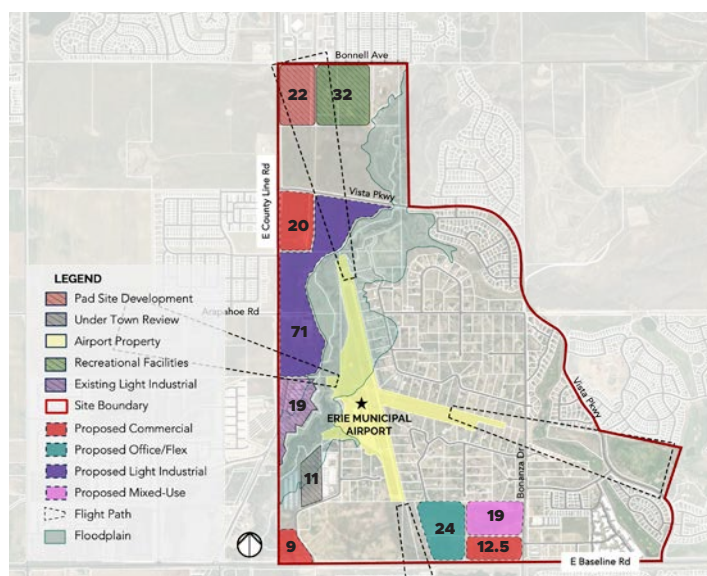 Bonnell Ave
22
32
E County Line Rd
Vista Pkwy
20
LEGEND
Pad Site Development
Under Town Review
Airport Property
Recreational Facilities
Existing Light Industrial
Site Boundary
Proposed Commercial
Proposed Office/Flex
Proposed Light Industrial
Proposed Mixed-Use
Flight Path
Floodplain
Arapahoe Rd
71
19
ERIE MUNICIPAL
AIRPORT
Vista Pkwy
Bonanza Dr
11
9
24
19
12.5
E Baseline Rd